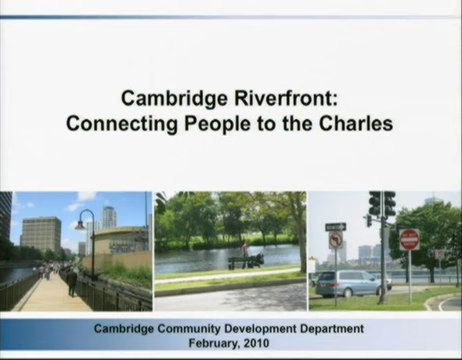 Cambridge Riverfront:
Connecting People to the Charles
Cambridge Community Development Department
February, 2010